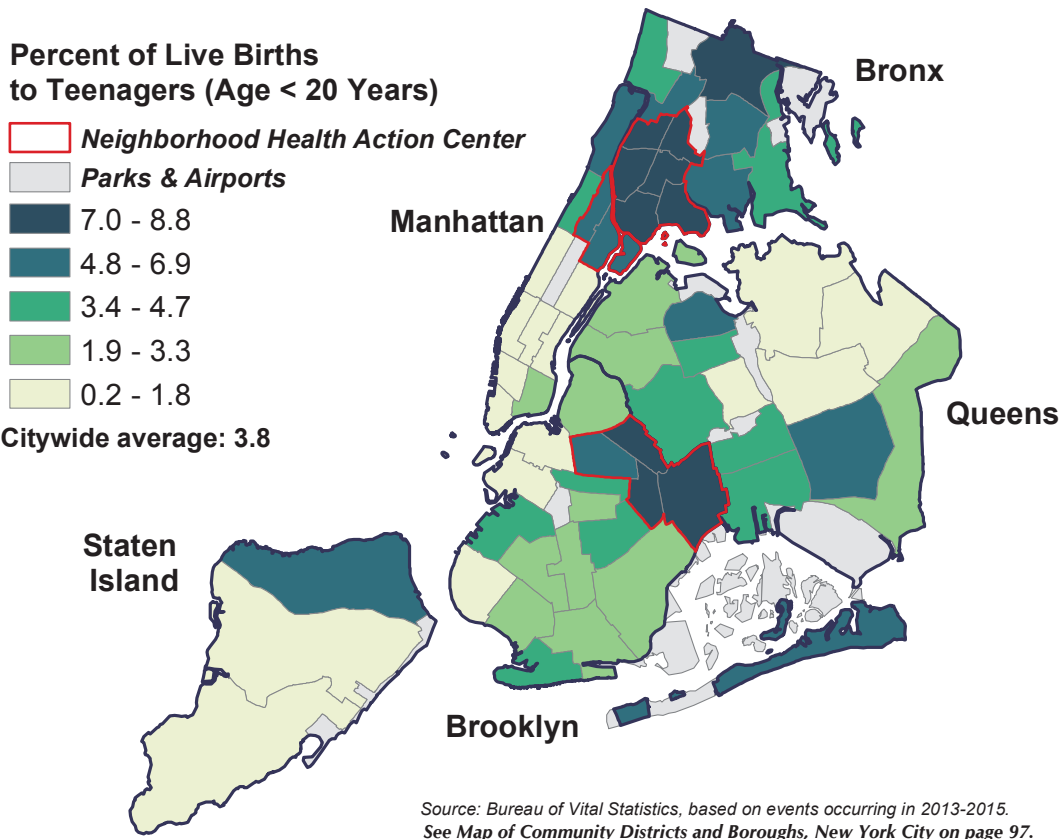 Percent of Live Births
to Teenagers (Age < 20 Years)
Neighborhood Health Action Center
Parks & Airports
7.0 - 8.8
4.8 - 6.9
3.4 - 4.7
1.9 - 3.3
0.2 - 1.8
Citywide average: 3.8
Bronx
Manhattan
Queens
Staten
Island
Brooklyn
Source: Bureau of Vital Statistics, based on events occurring in 2013-2015.
See Map of Community Districts and Boroughs, New York City on page 97.